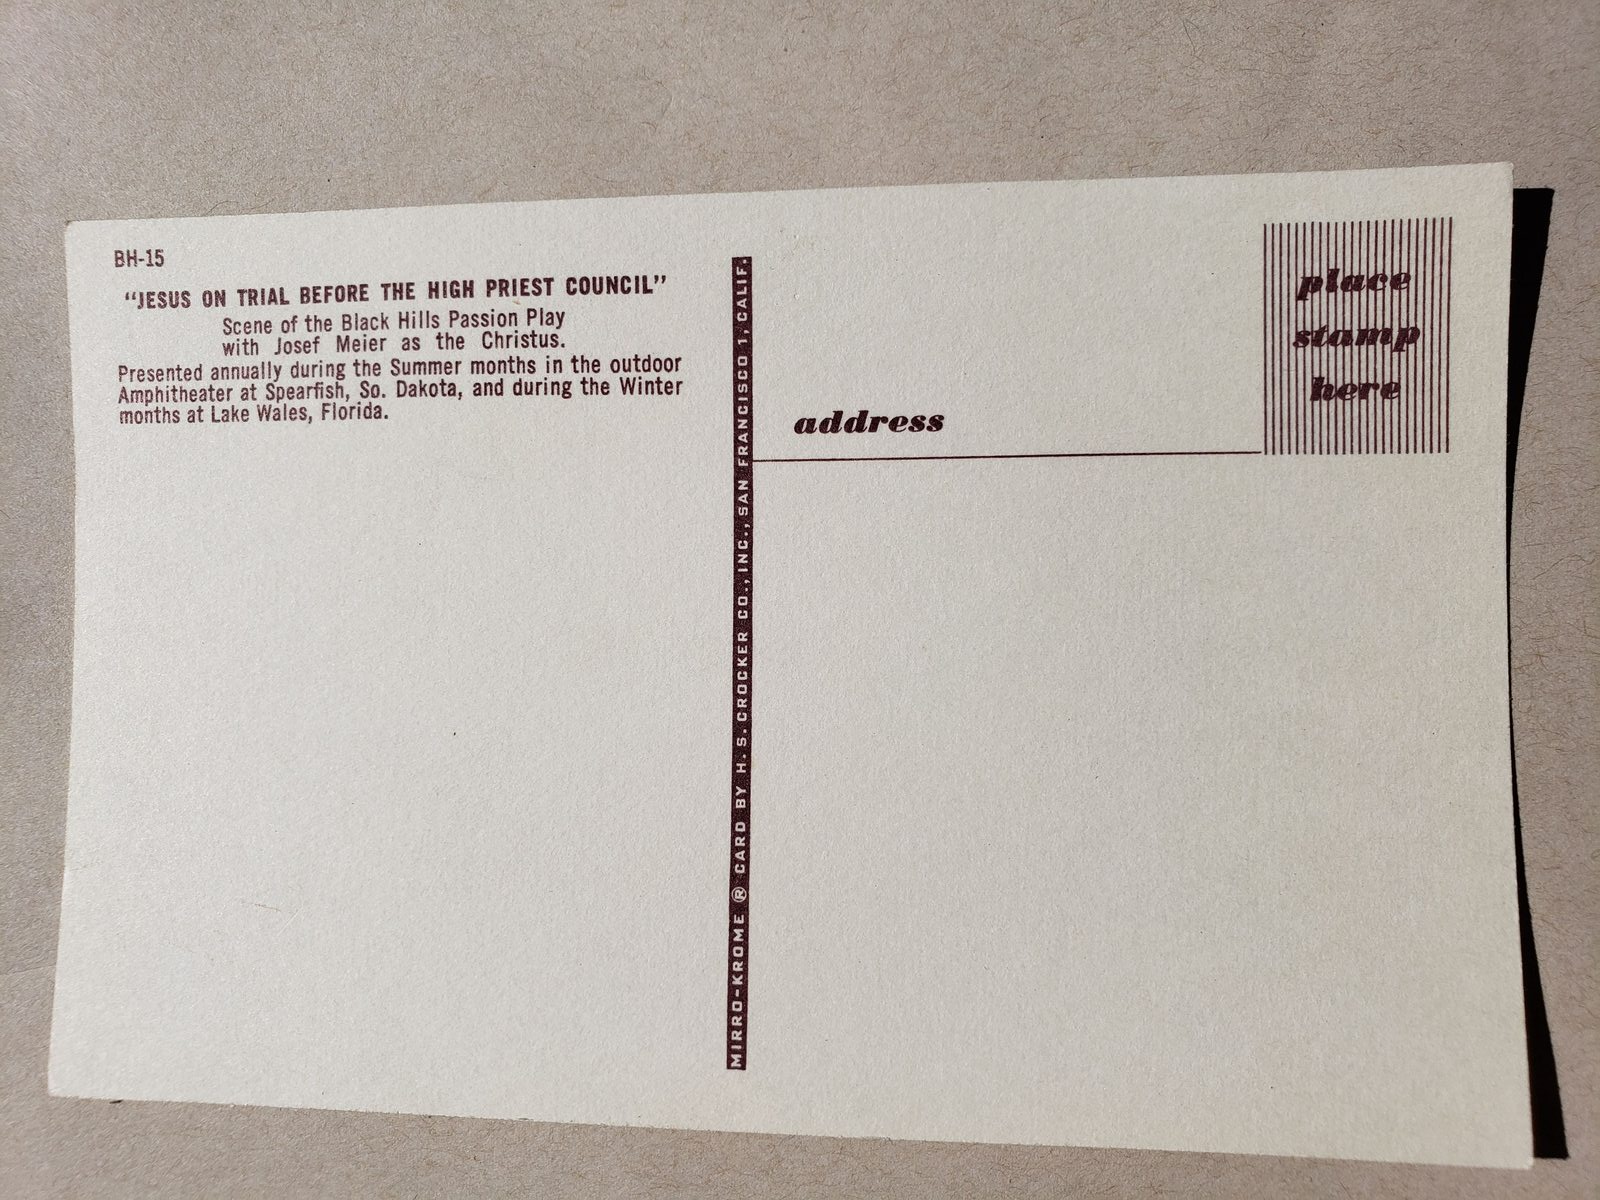 BH-15
“JESUS ON TRIAL BEFORE THE HIGH PRIEST COUNCIL”
Scene of the Black Hills Passion Play
with Josef Meier as the Christus.
Presented annually during the Summer months in the outdoor
Amphitheater at Spearfish, So. Dakota, and during the Winter
months at Lake Wales, Florida.
MIRRO-KROME ® CARD BY H. S. CROCKER CO., INC., SAN FRANCISCO 1, CALIF.
place
stamp
here
address